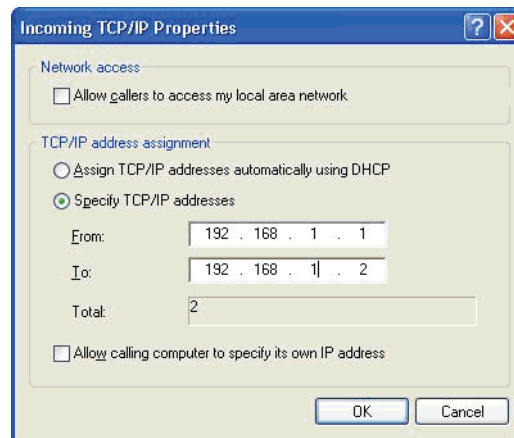 Incoming TCP/IP Properties
Network access
Allow callers to access my local area network
TCP/IP address assignment
Assign TCP/IP addresses automatically using DHCP
Specify TCP/IP addresses
From: 192 . 168 . 1 . 1
To: 192 . 168 . 1 . 2
Total: 2
Allow calling computer to specify its own IP address
OK Cancel